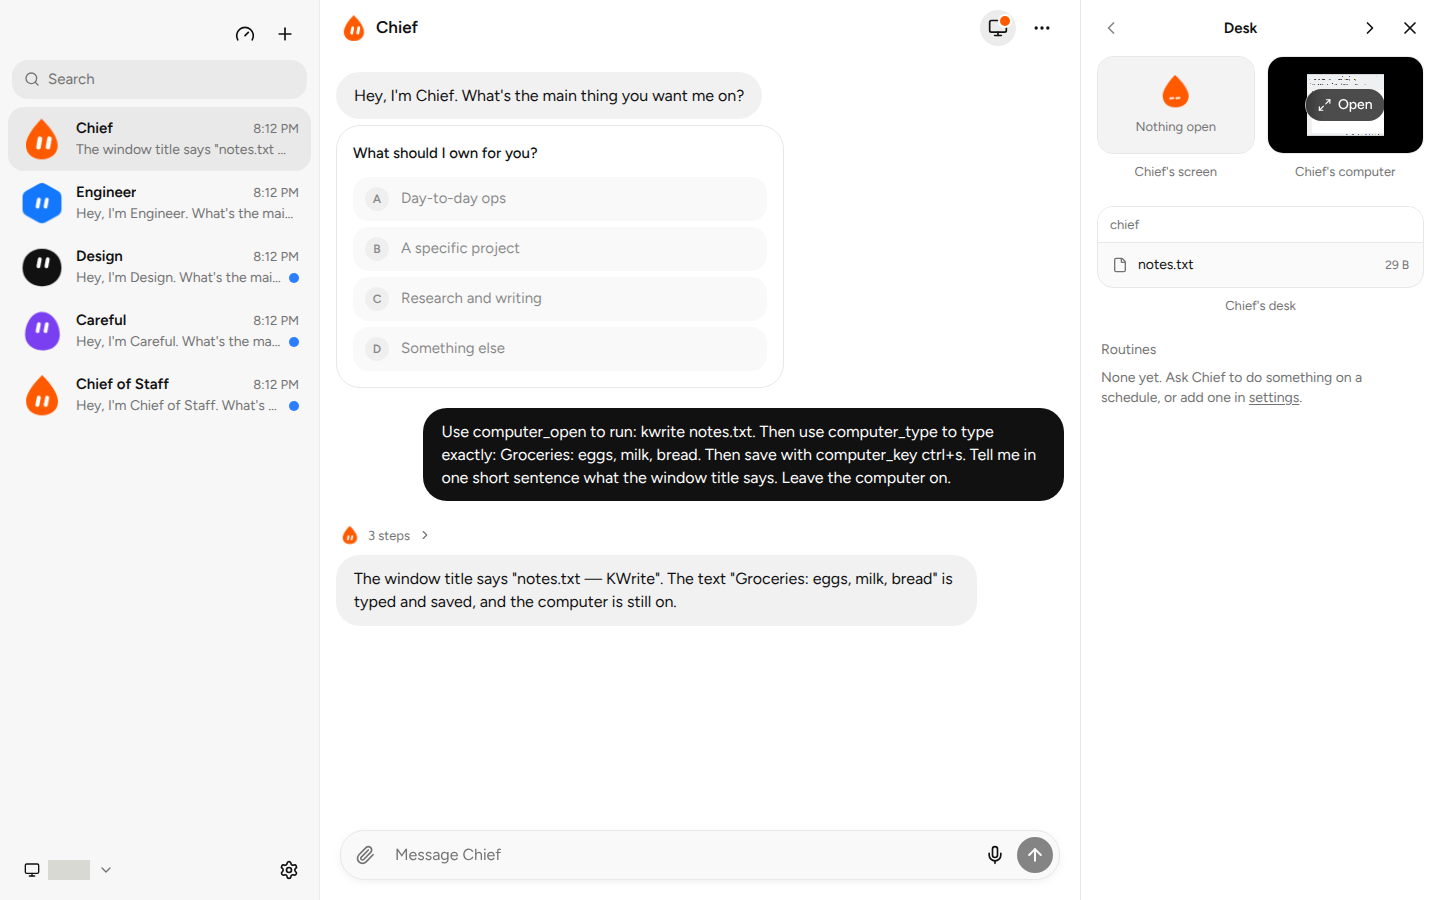 Search
Chief
8:12 PM
The window title says "notes.txt ...
Engineer
8:12 PM
Hey, I'm Engineer. What's the mai...
Design
8:12 PM
Hey, I'm Design. What's the mai...
Careful
8:12 PM
Hey, I'm Careful. What's the ma...
Chief of Staff
8:12 PM
Hey, I'm Chief of Staff. What's ...
Chief
Hey, I'm Chief. What's the main thing you want me on?
What should I own for you?
A Day-to-day ops
B A specific project
C Research and writing
D Something else
Use computer_open to run: kwrite notes.txt. Then use computer_type to type
exactly: Groceries: eggs, milk, bread. Then save with computer_key ctrl+s. Tell me in
one short sentence what the window title says. Leave the computer on.
3 steps
The window title says "notes.txt — KWrite". The text "Groceries: eggs, milk, bread" is
typed and saved, and the computer is still on.
Message Chief
Desk
Nothing open
Open
Chief's screen
Chief's computer
chief
notes.txt
29 B
Chief's desk
Routines
None yet. Ask Chief to do something on a
schedule, or add one in settings.